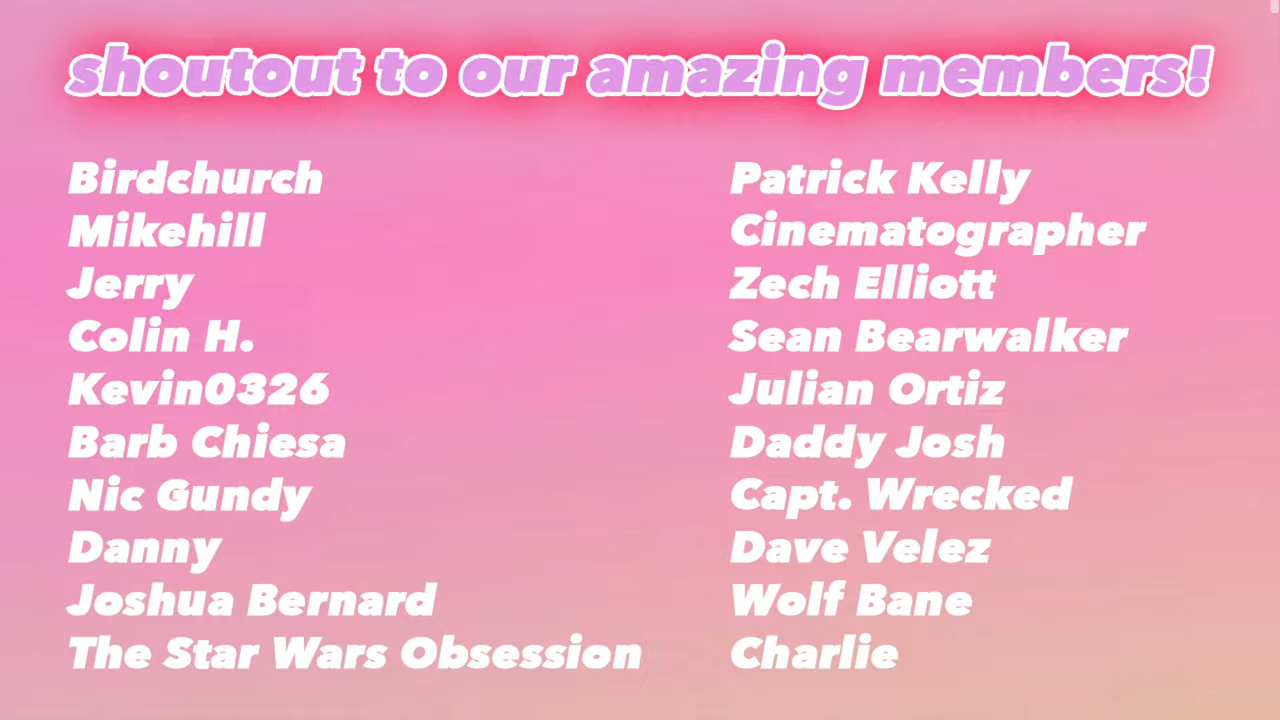 shoutout to our amazing members!
Birdchurch
Mikehill
Jerry
Colin H.
Kevin0326
Barb Chiesa
Nic Gundy
Danny
Joshua Bernard
The Star Wars Obsession
Patrick Kelly
Cinematographer
Zech Elliott
Sean Bearwalker
Julian Ortiz
Daddy Josh
Capt. Wrecked
Dave Velez
Wolf Bane
Charlie